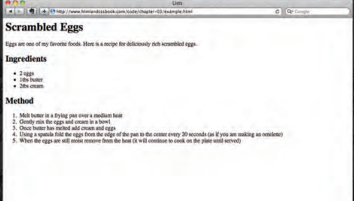 Lists
http://www.htmlandcssbook.com/code/chapter-03/example.html
Google
Scrambled Eggs
Eggs are one of my favorite foods. Here is a recipe for deliciously rich scrambled eggs.
Ingredients
2 eggs
1tbs butter
2tbs cream
Method
1. Melt butter in a frying pan over a medium heat
2. Gently mix the eggs and cream in a bowl
3. Once butter has melted add cream and eggs
4. Using a spatula fold the eggs from the edge of the pan to the center every 20 seconds (as if you are making an omelette)
5. When the eggs are still moist remove from the heat (it will continue to cook on the plate until served)